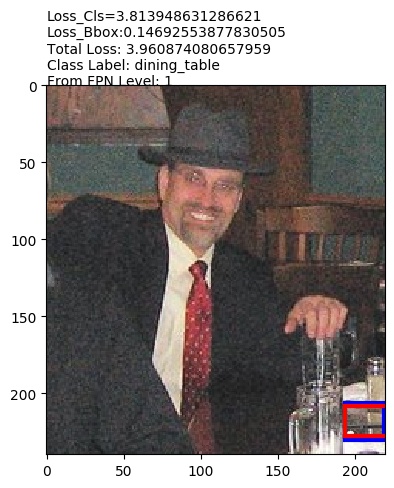 Loss_Cls=3.813948631286621
Loss_Bbox:0.14692553877830505
Total Loss: 3.960874080657959
Class Label: dining_table
From FPN Level: 1
0
50
100
150
200
0 50 100 150 200